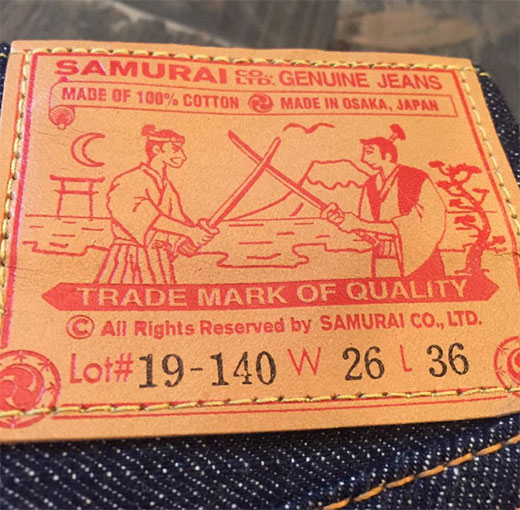 SAMURAI CO. LTD. GENUINE JEANS
MADE OF 100% COTTON MADE IN OSAKA, JAPAN
TRADE MARK OF QUALITY
© All Rights Reserved by SAMURAI CO., LTD.
Lot# 19-140 W 26 L 36